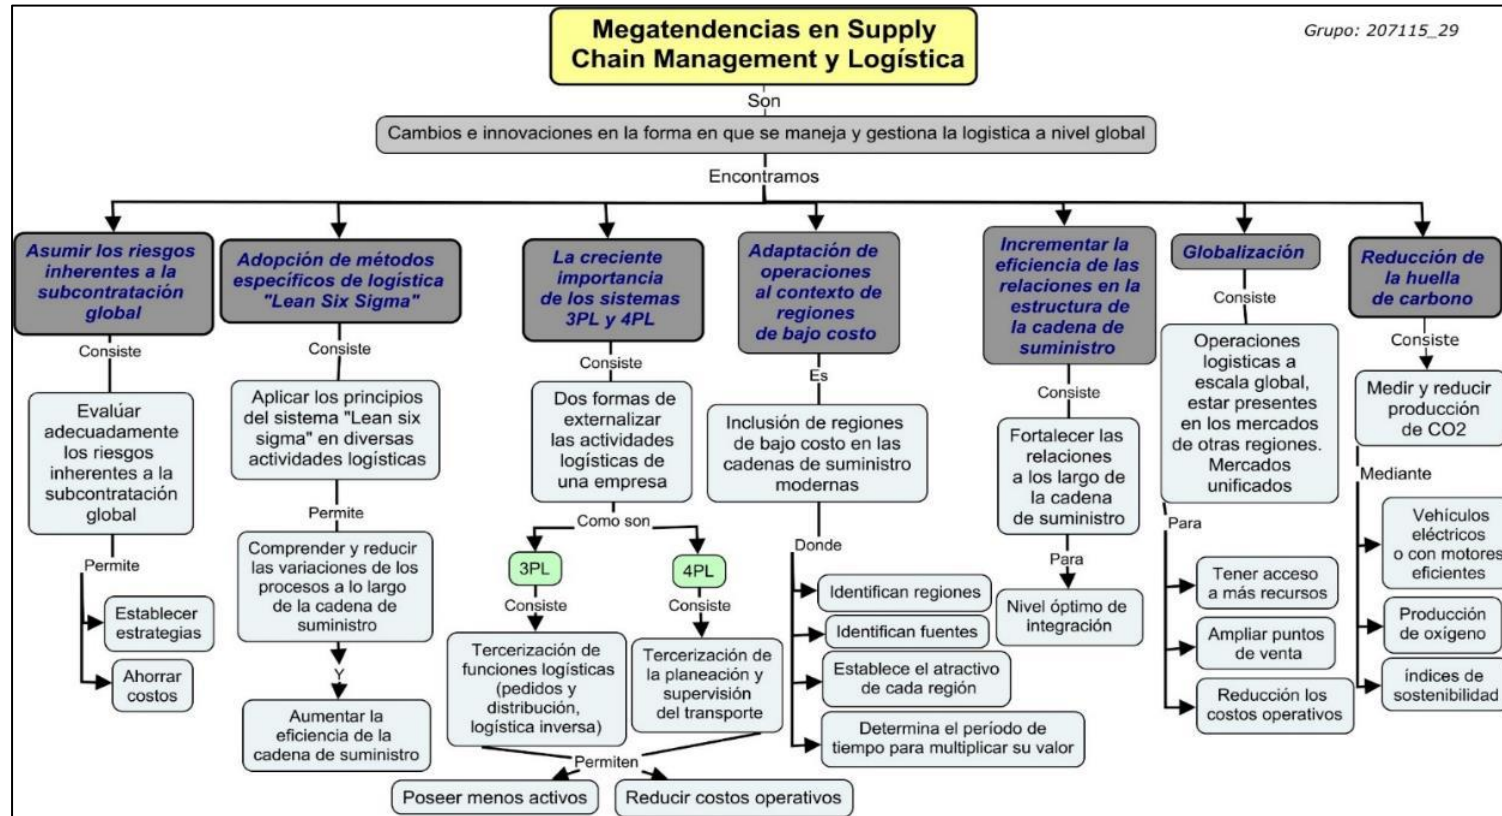 Megatendencias en Supply
Chain Management y Logística
Grupo: 207115_29
Son
Cambios e innovaciones en la forma en que se maneja y gestiona la logistica a nivel global
Encontramos
Asumir los riesgos
inherentes a la
subcontratación
global
Consiste
Evalúar
adecuadamente
los riesgos
inherentes a la
subcontratación
global
Permite
Establecer
estrategias
Ahorrar
costos
Adopción de métodos
específicos de logística
"Lean Six Sigma"
Consiste
Aplicar los principios
del sistema "Lean six
sigma" en diversas
actividades logísticas
Permite
Comprender y reducir
las variaciones de los
procesos a lo largo
de la cadena de
suministro
Y
Aumentar la
eficiencia de la
cadena de suministro
La creciente
importancia
de los sistemas
3PL y 4PL
Consiste
Dos formas de
externalizar
las actividades
logísticas de
una empresa
Como son
3PL
Consiste
Tercerización de
funciones logísticas
(pedidos y
distribución,
logística inversa)
4PL
Consiste
Tercerización de
la planeación y
supervisión
del transporte
Permiten
Poseer menos activos
Reducir costos operativos
Adaptación de
operaciones
al contexto de
regiones
de bajo costo
Es
Inclusión de regiones
de bajo costo en las
cadenas de suministro
modernas
Donde
Identifican regiones
Identifican fuentes
Establece el atractivo
de cada región
Determina el período de
tiempo para multiplicar su valor
Incrementar la
eficiencia de las
relaciones en la
estructura de
la cadena de
suministro
Consiste
Fortalecer las
relaciones
a los largo de
la cadena
de suministro
Para
Nivel óptimo de
integración
Globalización
Consiste
Operaciones
logisticas a
escala global,
estar presentes
en los mercados
de otras regiones.
Mercados
unificados
Para
Tener acceso
a más recursos
Ampliar puntos
de venta
Reducción los
costos operativos
Reducción de
la huella
de carbono
Consiste
Medir y reducir
producción
de CO2
Mediante
Vehículos
eléctricos
o con motores
eficientes
Producción
de oxígeno
índices de
sostenibilidad